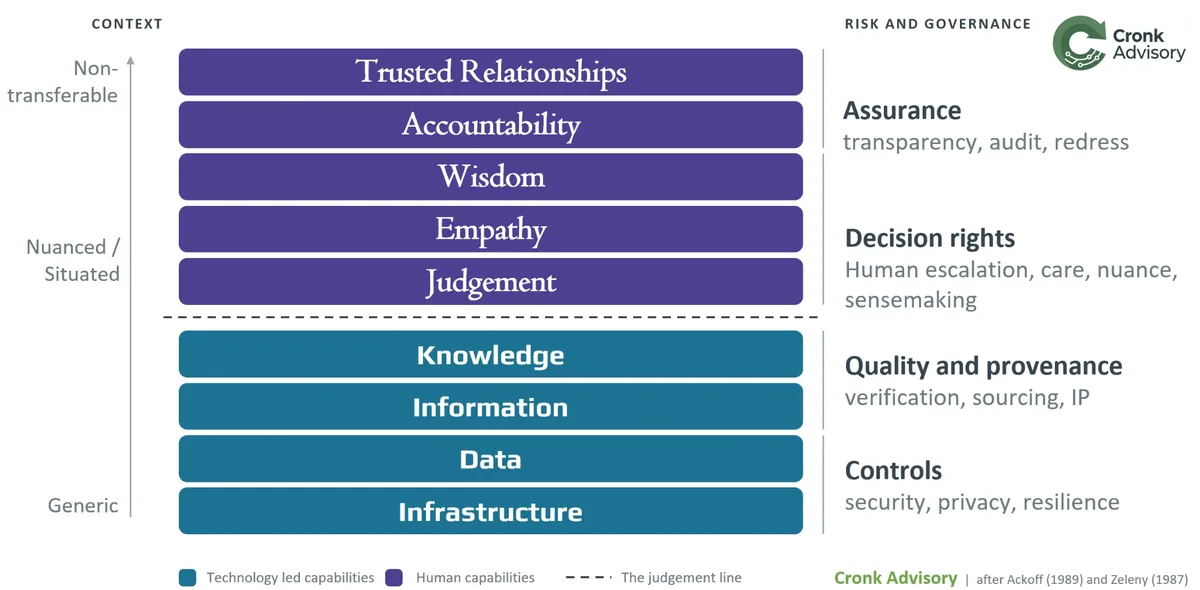 CONTEXT
RISK AND GOVERNANCE
Cronk
Advisory
Non-
transferable
Nuanced /
Situated
Generic
Trusted Relationships
Accountability
Wisdom
Empathy
Judgement
Knowledge
Information
Data
Infrastructure
Assurance
transparency, audit, redress
Decision rights
Human escalation, care, nuance,
sensemaking
Quality and provenance
verification, sourcing, IP
Controls
security, privacy, resilience
Technology led capabilities
Human capabilities
The judgement line
Cronk Advisory | after Ackoff (1989) and Zeleny (1987)